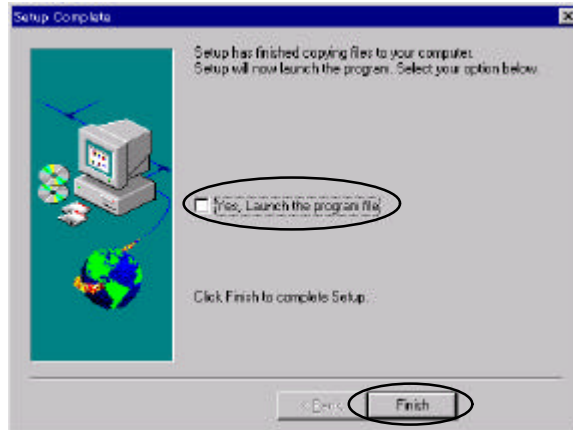 Setup Complete
Setup has finished copying files to your computer.
Setup will now launch the program. Select your option below.
Yes, Launch the program file
Click Finish to complete Setup.
< Back
Finish